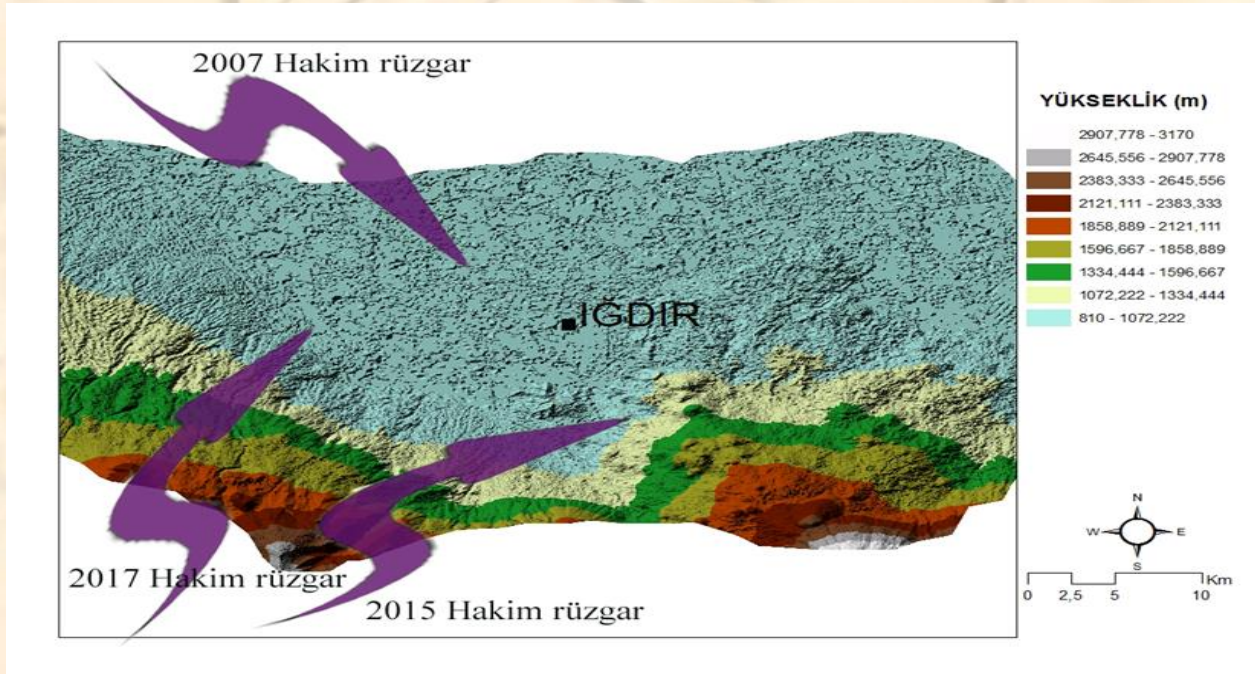 2007 Hakim rüzgar
IĞDIR
2017 Hakim rüzgar
2015 Hakim rüzgar
YÜKSEKLİK (m)
2907,778 - 3170
2645,556 - 2907,778
2383,333 - 2645,556
2121,111 - 2383,333
1858,889 - 2121,111
1596,667 - 1858,889
1334,444 - 1596,667
1072,222 - 1334,444
810 - 1072,222
N
W E
S
Km
0 2,5 5 10